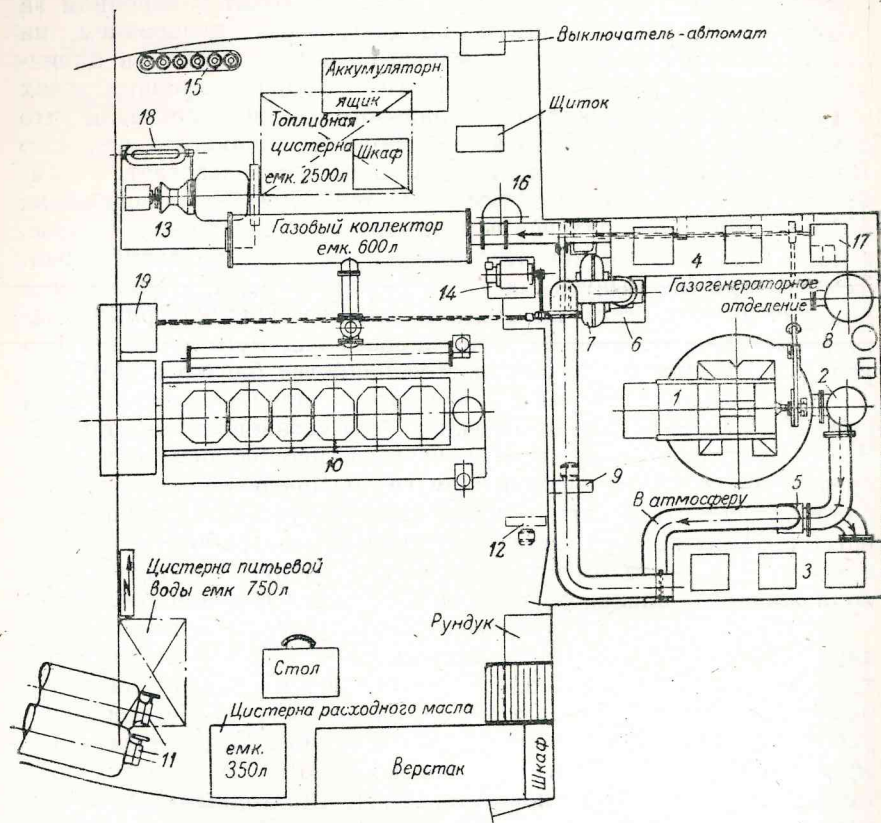 Выключатель-автомат
15
Аккумуляторн.
ящик
Щиток
18
Топливная
цистерна
емк. 2500л
Шкаф
16
13
Газовый коллектор
емк. 600л
17
4
14
Газогенераторное
отделение
19
7
6
8
1
2
10
9
В атмосферу
5
12
3
Цистерна питьевой
воды емк 750л
Рундук
Стол
11
Цистерна расходного масла
емк.
350л
Верстак
Шкаф